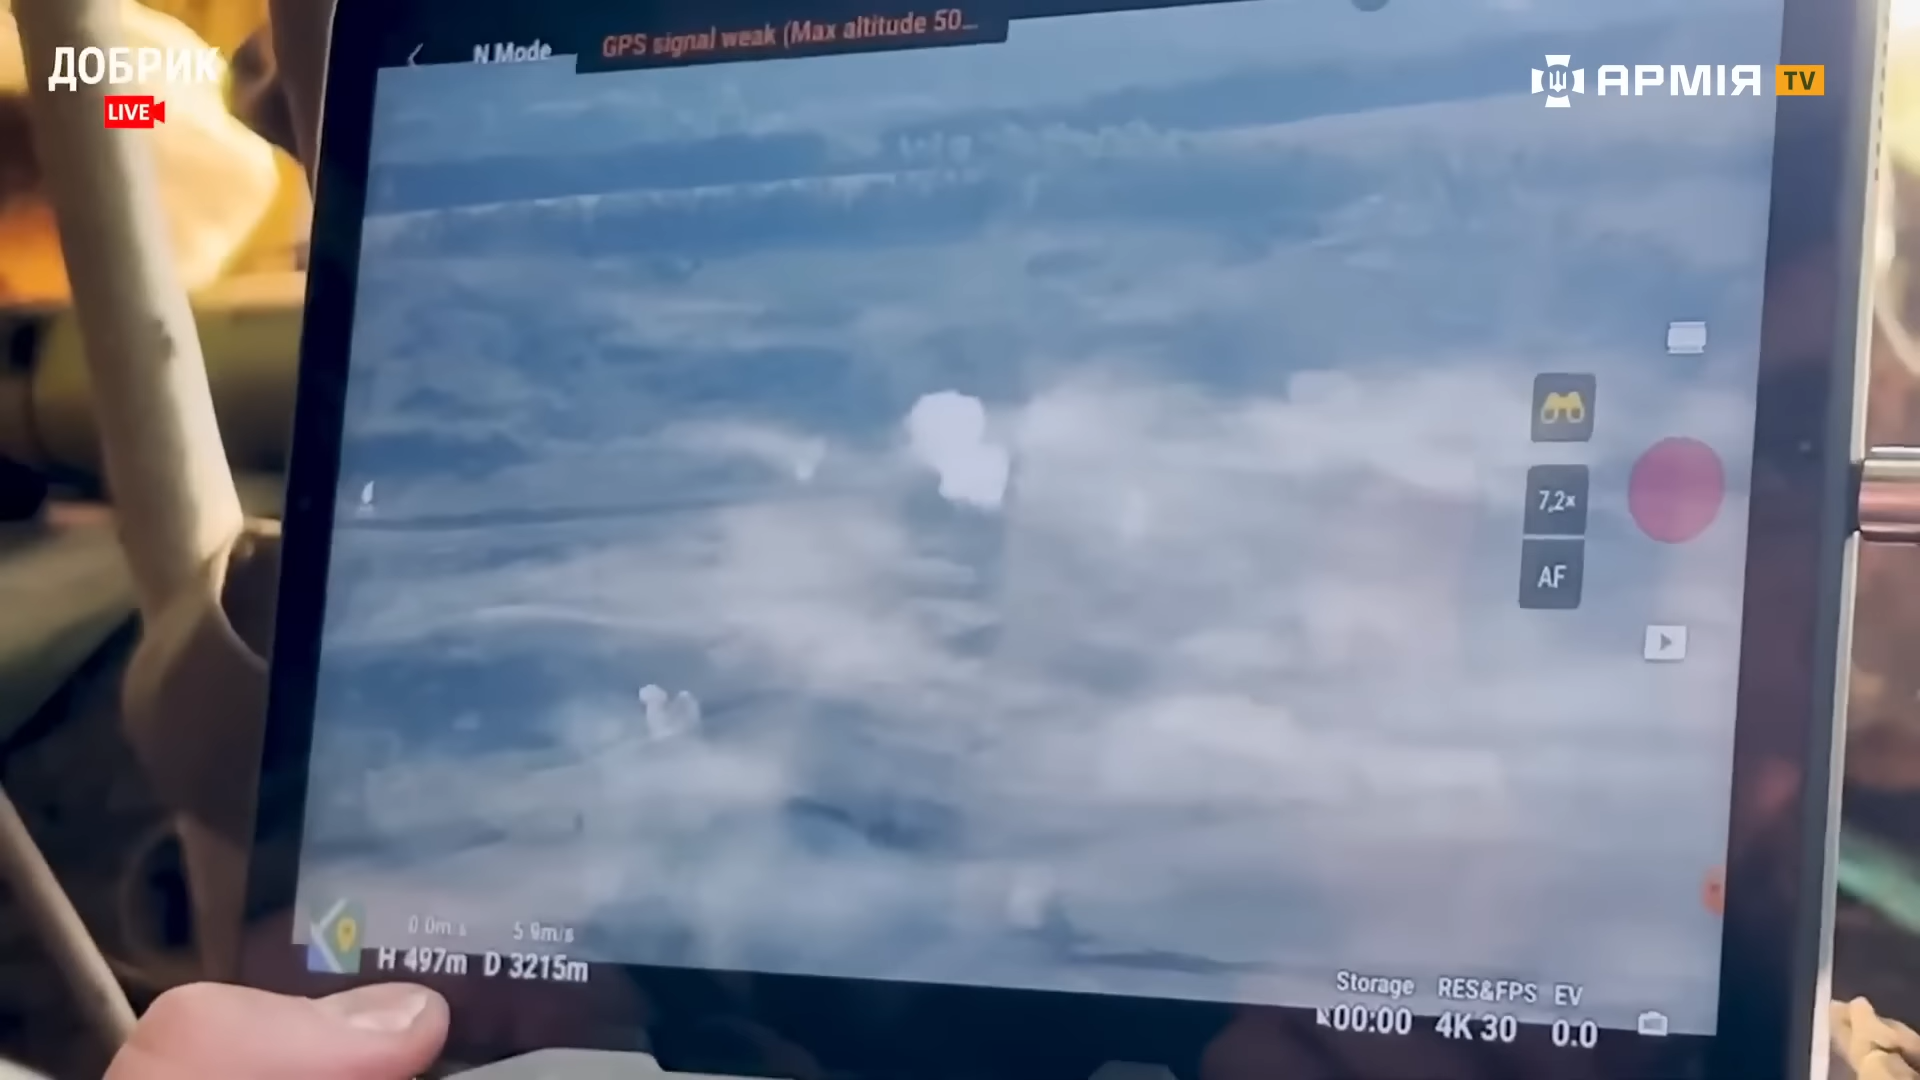 ДОБРИК
LIVE
АРМІЯ TV
N Mode
GPS signal weak (Max altitude 50...
7,2x
AF
0.0m/s 5.9m/s
H 497m D 3215m
Storage RES&FPS EV
00:00 4K 30 0.0